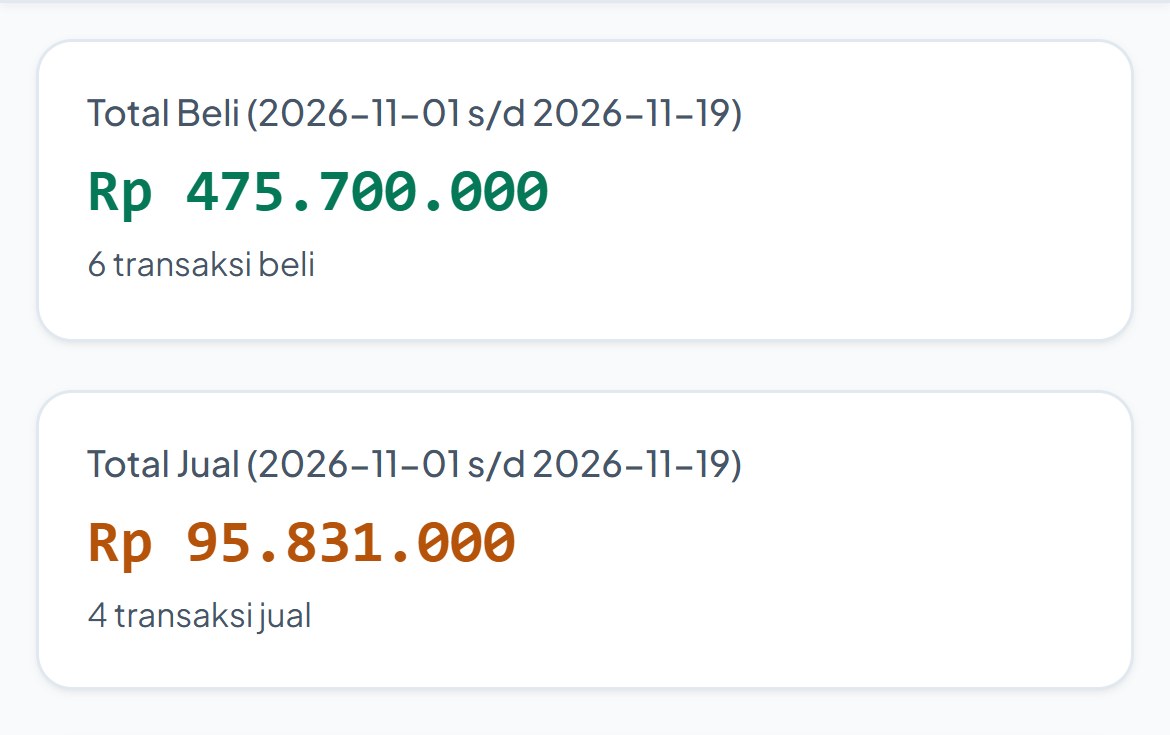 Total Beli (2026-11-01 s/d 2026-11-19)
Rp 475.700.000
6 transaksi beli
Total Jual (2026-11-01 s/d 2026-11-19)
Rp 95.831.000
4 transaksi jual